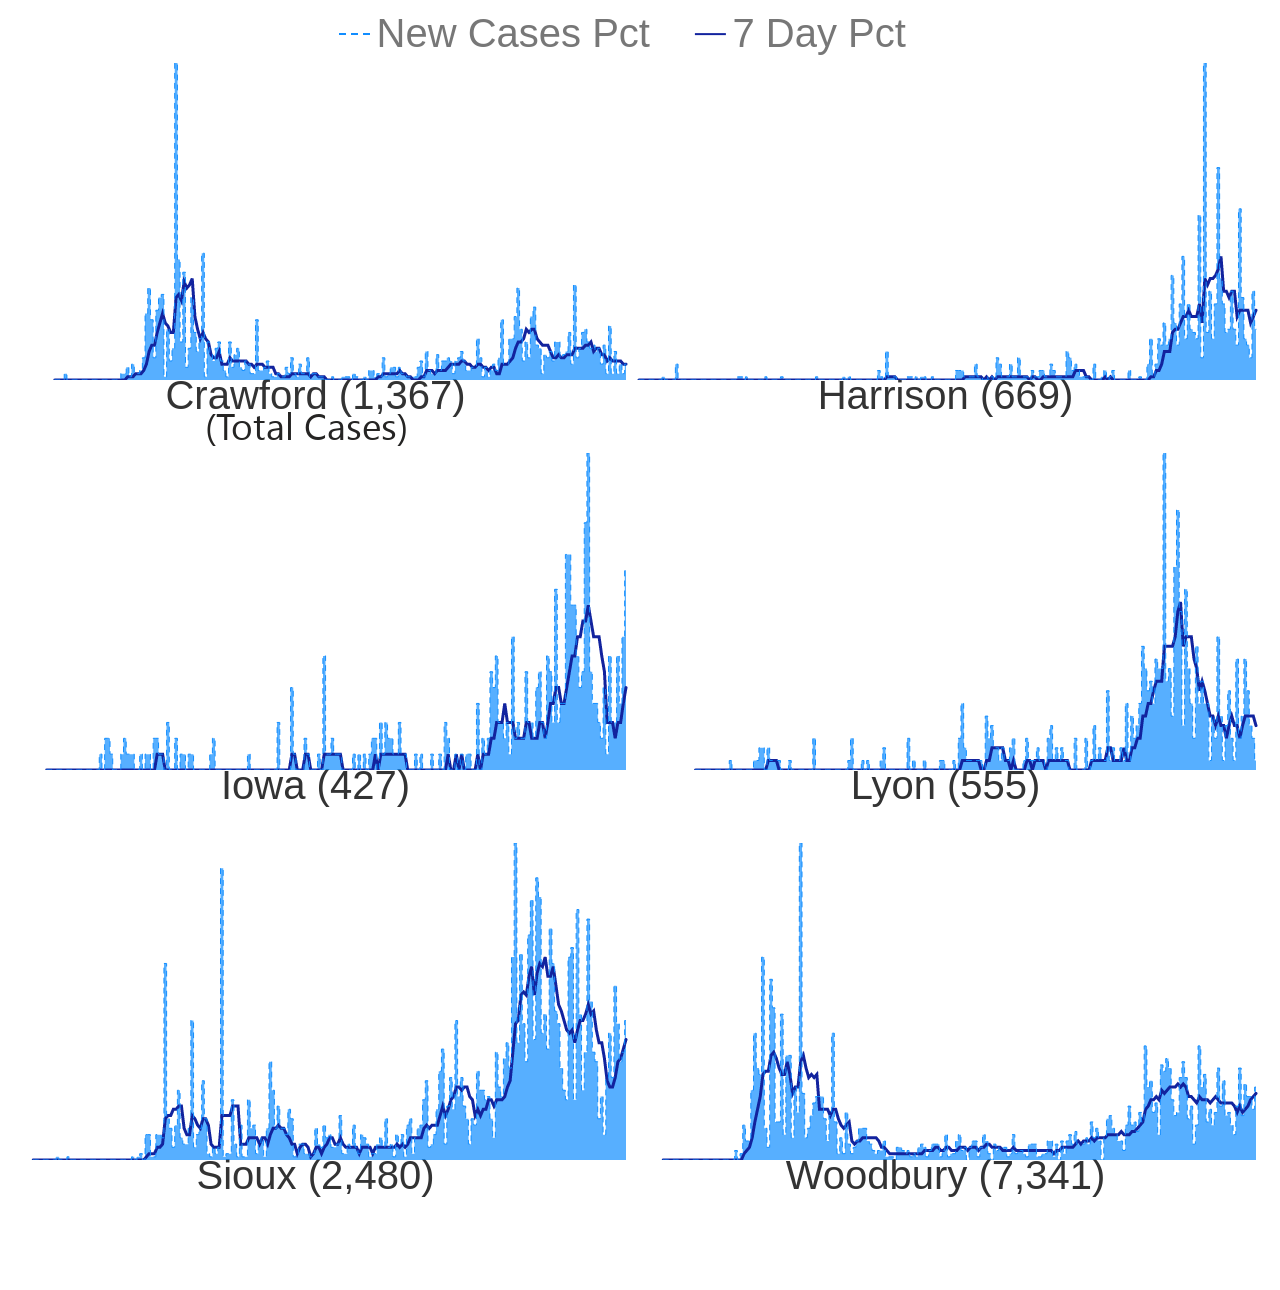 New Cases Pct 7 Day Pct
Crawford (1,367) Harrison (669)
(Total Cases)
Iowa (427) Lyon (555)
Sioux (2,480) Woodbury (7,341)